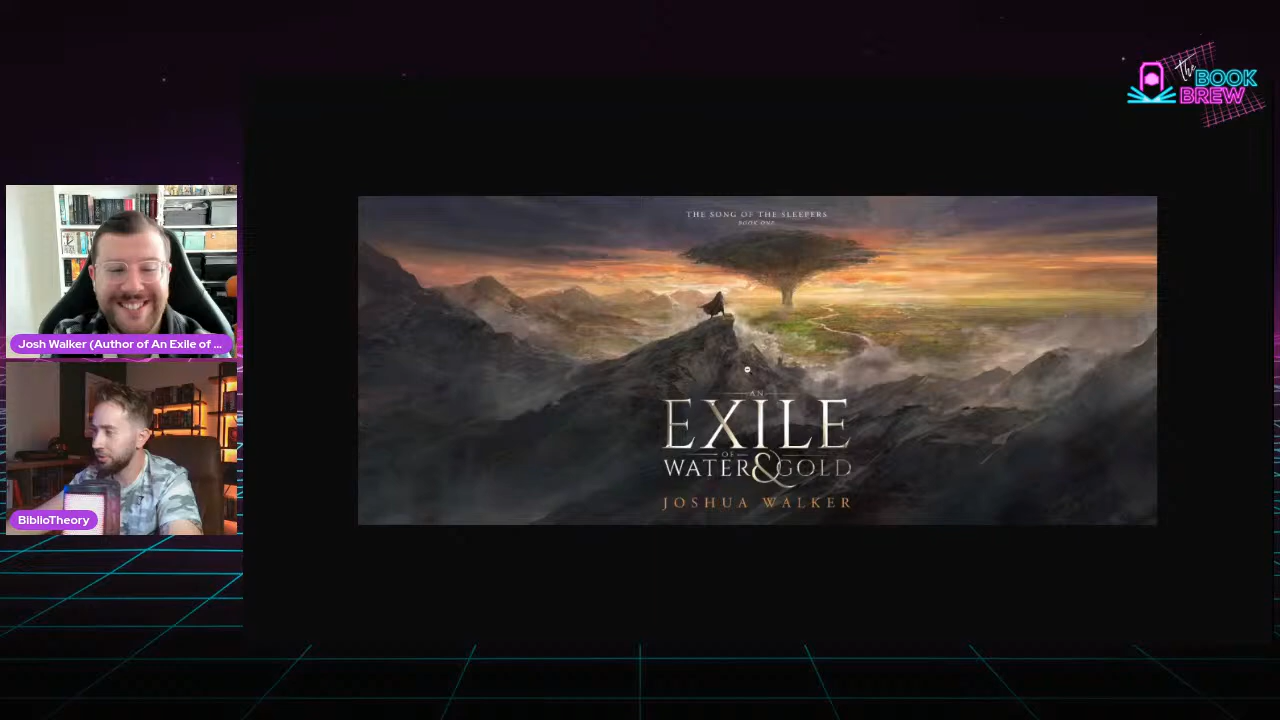 the
BOOK
BREW
Josh Walker (Author of An Exile of ...
BiblioTheory
THE SONG OF THE SLEEPERS
BOOK ONE
AN
EXILE
OF
WATER & GOLD
JOSHUA WALKER